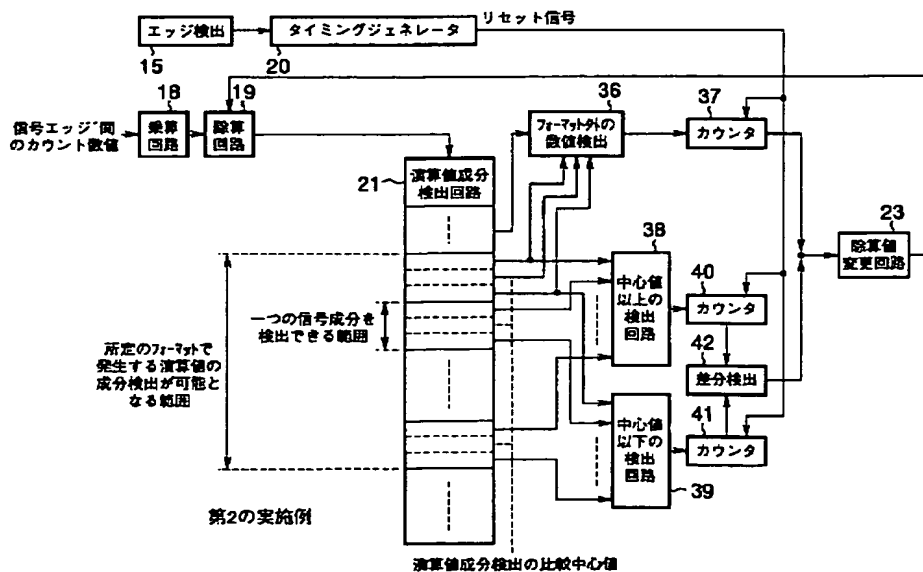 リセット信号
エッジ検出
タイミングジェネレータ
15
20
18
19
36
37
信号エッジ間
のカウント数値
乗算
回路
除算
回路
フォーマット外の
数値検出
カウンタ
21
演算値成分
検出回路
23
除算値
変更回路
38
中心値
以上の
検出
回路
40
カウンタ
一つの信号成分を
検出できる範囲
42
差分検出
所定のフォーマットで
発生する演算値の
成分検出が可能と
なる範囲
41
カウンタ
中心値
以下の
検出
回路
39
第2の実施例
演算値成分検出の比較中心値